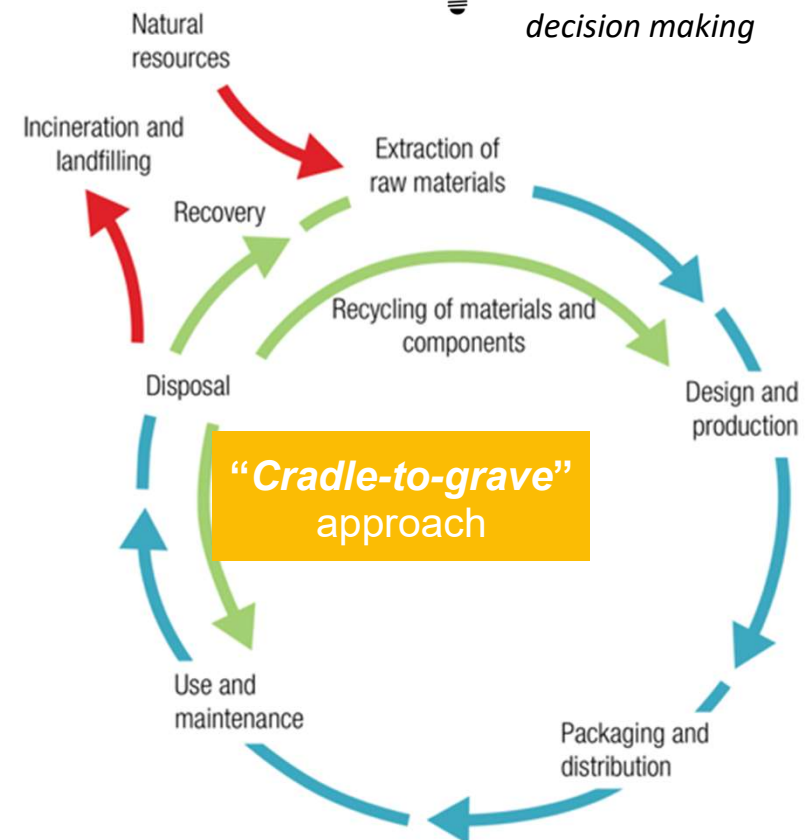 decision making
Natural
resources
Incineration and
landfilling
Extraction of
raw materials
Recovery
Recycling of materials and
components
Disposal
Design and
production
“Cradle-to-grave”
approach
Use and
maintenance
Packaging and
distribution